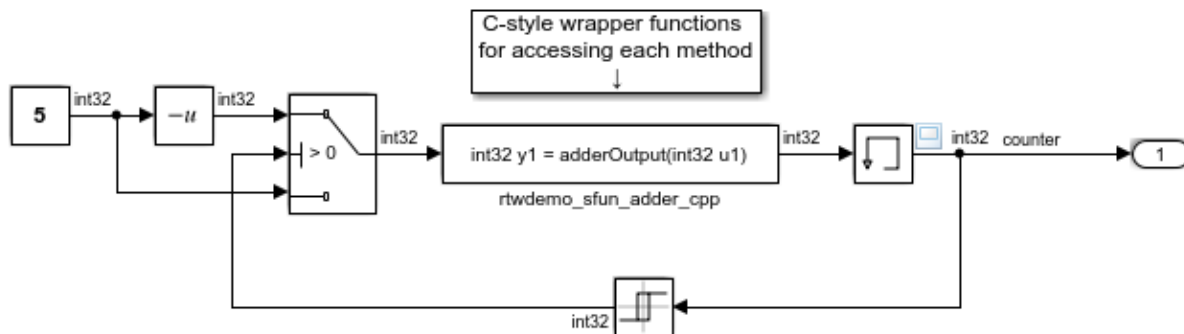 C-style wrapper functions
for accessing each method
↓
5
int32
−u
int32
> 0
int32
int32 y1 = adderOutput(int32 u1)
rtwdemo_sfun_adder_cpp
int32
int32 counter
1
int32